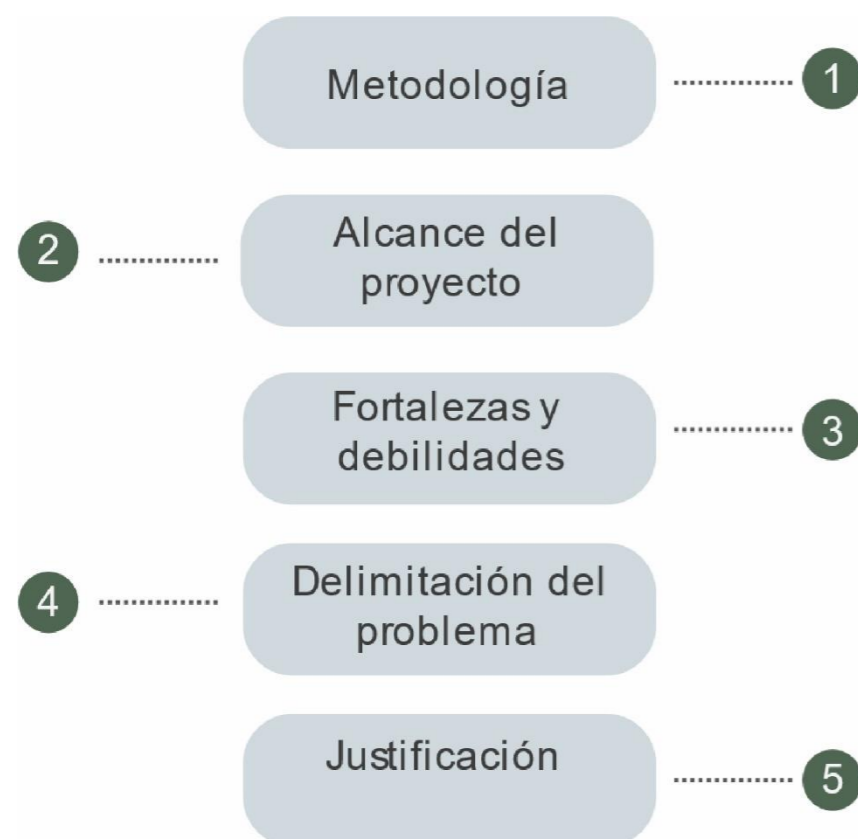 Metodología
1
2
Alcance del
proyecto
Fortalezas y
debilidades
3
4
Delimitación del
problema
Justificación
5